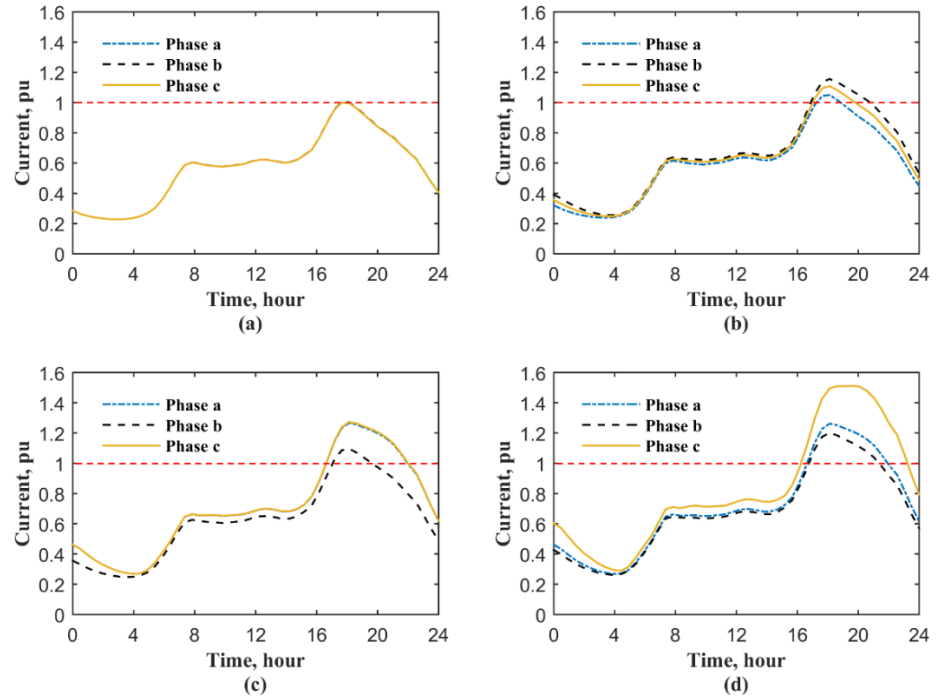 1.6
1.4
1.2
1
0.8
0.6
0.4
0.2
0
Current, pu
Phase a
Phase b
Phase c
0 4 8 12 16 20 24
Time, hour
(a)
1.6
1.4
1.2
1
0.8
0.6
0.4
0.2
0
Current, pu
Phase a
Phase b
Phase c
0 4 8 12 16 20 24
Time, hour
(b)
1.6
1.4
1.2
1
0.8
0.6
0.4
0.2
0
Current, pu
Phase a
Phase b
Phase c
0 4 8 12 16 20 24
Time, hour
(c)
1.6
1.4
1.2
1
0.8
0.6
0.4
0.2
0
Current, pu
Phase a
Phase b
Phase c
0 4 8 12 16 20 24
Time, hour
(d)